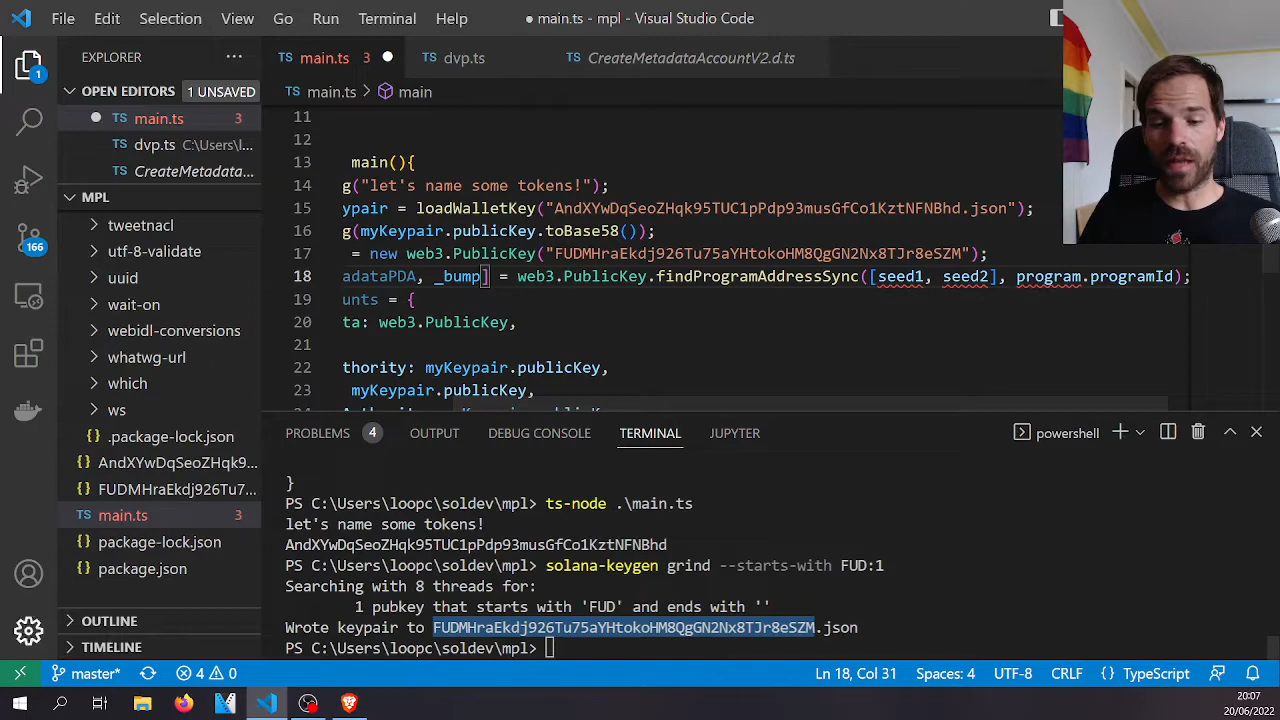 File Edit Selection View Go Run Terminal Help
main.ts - mpl - Visual Studio Code
EXPLORER
TS main.ts 3
TS dvp.ts
TS CreateMetadataAccountV2.d.ts
OPEN EDITORS
1 UNSAVED
TS main.ts > main
TS main.ts 3
TS dvp.ts C:\Users\l...
TS CreateMetadata...
MPL
tweetnacl
utf-8-validate
uuid
wait-on
webidl-conversions
whatwg-url
which
ws
{} .package-lock.json
{} AndXYwDqSeoZHqk9...
{} FUDMHraEkdj926Tu7...
TS main.ts 3
{} package-lock.json
{} package.json
OUTLINE
TIMELINE
1
166
11
12
13 main(){
14 g("let's name some tokens!");
15 ypair = loadWalletKey("AndXYwDqSeoZHqk95TUC1pPdp93musGfCo1KztNFNBhd.json");
16 g(myKeypair.publicKey.toBase58());
17 = new web3.PublicKey("FUDMHraEkdj926Tu75aYHtokoHM8QgGN2Nx8TJr8eSZM");
18 adataPDA, _bump] = web3.PublicKey.findProgramAddressSync([seed1, seed2], program.programId);
19 unts = {
20 ta: web3.PublicKey,
21
22 thority: myKeypair.publicKey,
23 myKeypair.publicKey,
PROBLEMS 4 OUTPUT DEBUG CONSOLE TERMINAL JUPYTER
powershell
}
PS C:\Users\loopc\soldev\mpl> ts-node .\main.ts
let's name some tokens!
AndXYwDqSeoZHqk95TUC1pPdp93musGfCo1KztNFNBhd
PS C:\Users\loopc\soldev\mpl> solana-keygen grind --starts-with FUD:1
Searching with 8 threads for:
1 pubkey that starts with 'FUD' and ends with ''
Wrote keypair to FUDMHraEkdj926Tu75aYHtokoHM8QgGN2Nx8TJr8eSZM.json
PS C:\Users\loopc\soldev\mpl>
master* 4 0
Ln 18, Col 31 Spaces: 4 UTF-8 CRLF {} TypeScript
20:07
20/06/2022